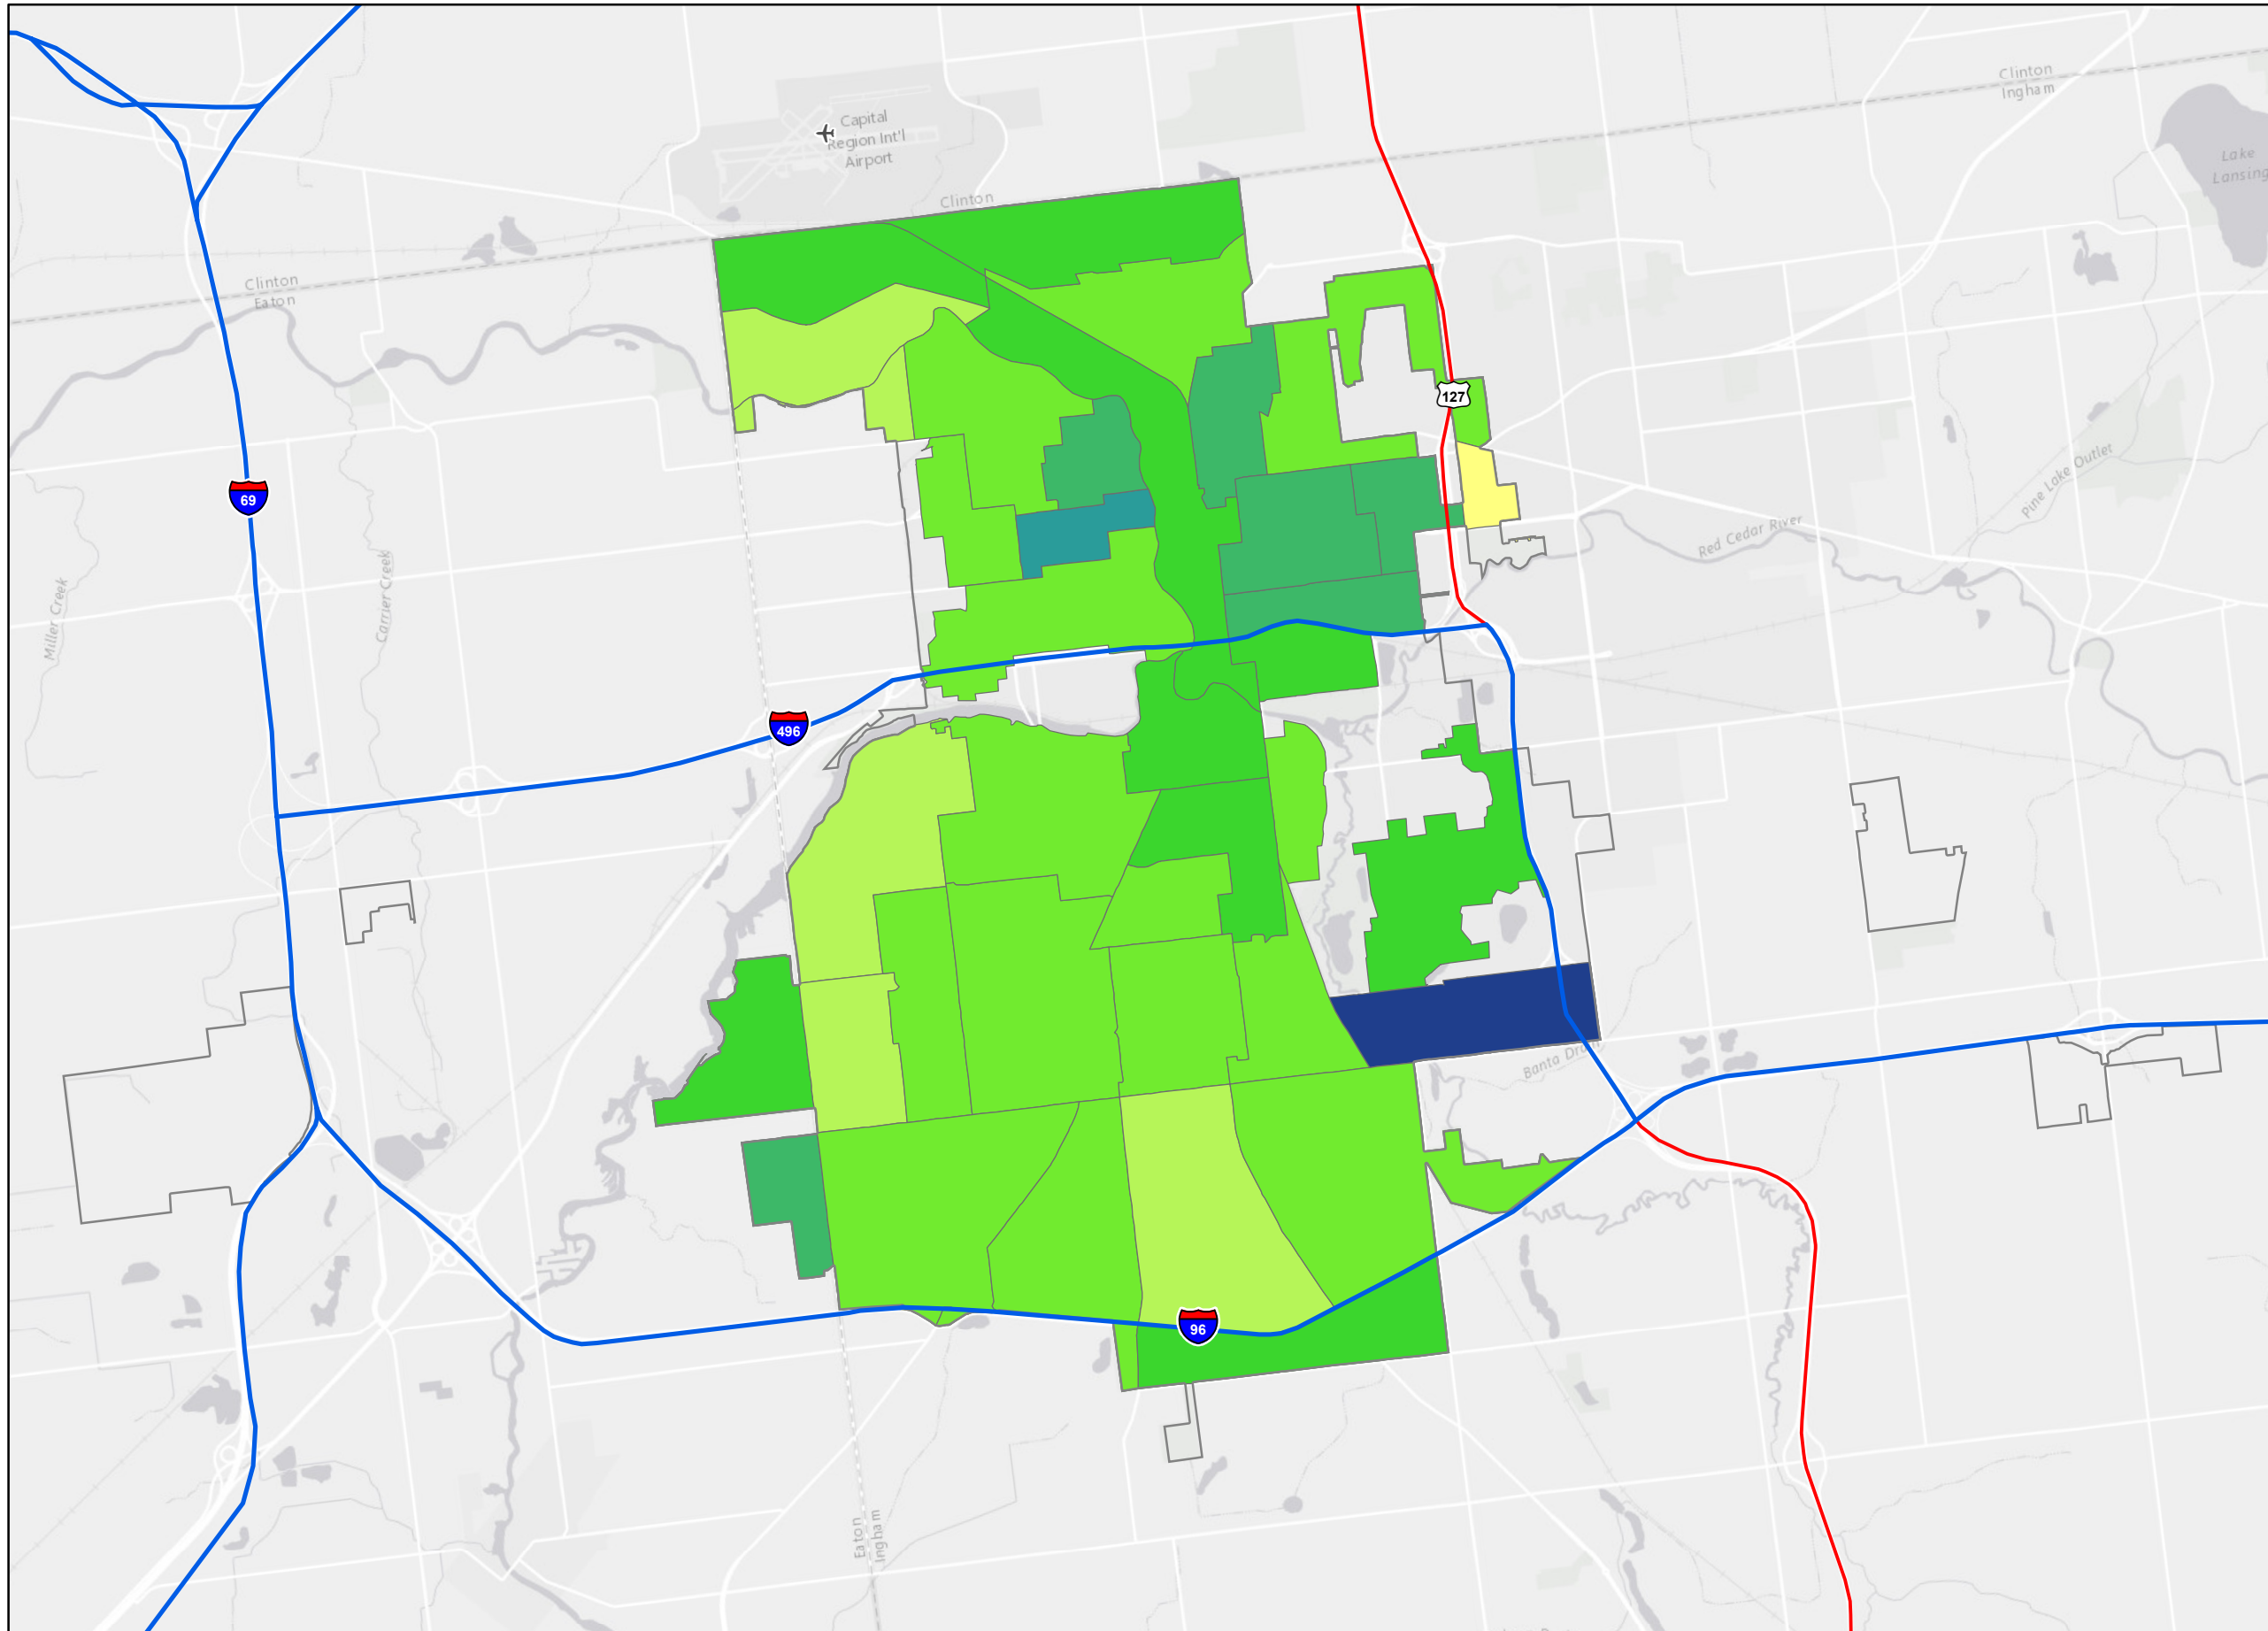 Clinton
Ingham
Capital
Region Int'l
Airport
Lake
Lansing
Clinton
Clinton
Eaton
127
Pine Lake Outlet
69
Red Cedar River
Carrier Creek
Miller Creek
496
Banta Drain
96
Eaton
Ingham